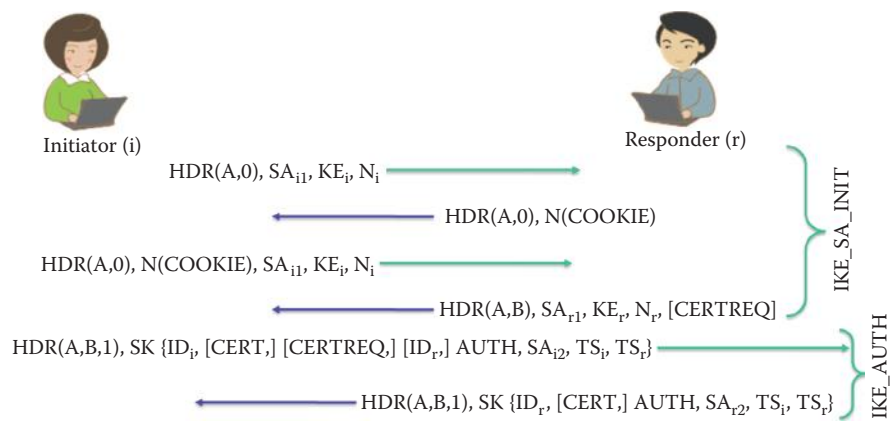 Initiator (i)
Responder (r)
HDR(A,0), SAi1, KEi, Ni
HDR(A,0), N(COOKIE)
HDR(A,0), N(COOKIE), SAi1, KEi, Ni
HDR(A,B), SAr1, KEr, Nr, [CERTREQ]
IKE_SA_INIT
HDR(A,B,1), SK {IDi, [CERT,] [CERTREQ,] [IDr,] AUTH, SAi2, TSi, TSr}
HDR(A,B,1), SK {IDr, [CERT,] AUTH, SAr2, TSi, TSr}
IKE_AUTH